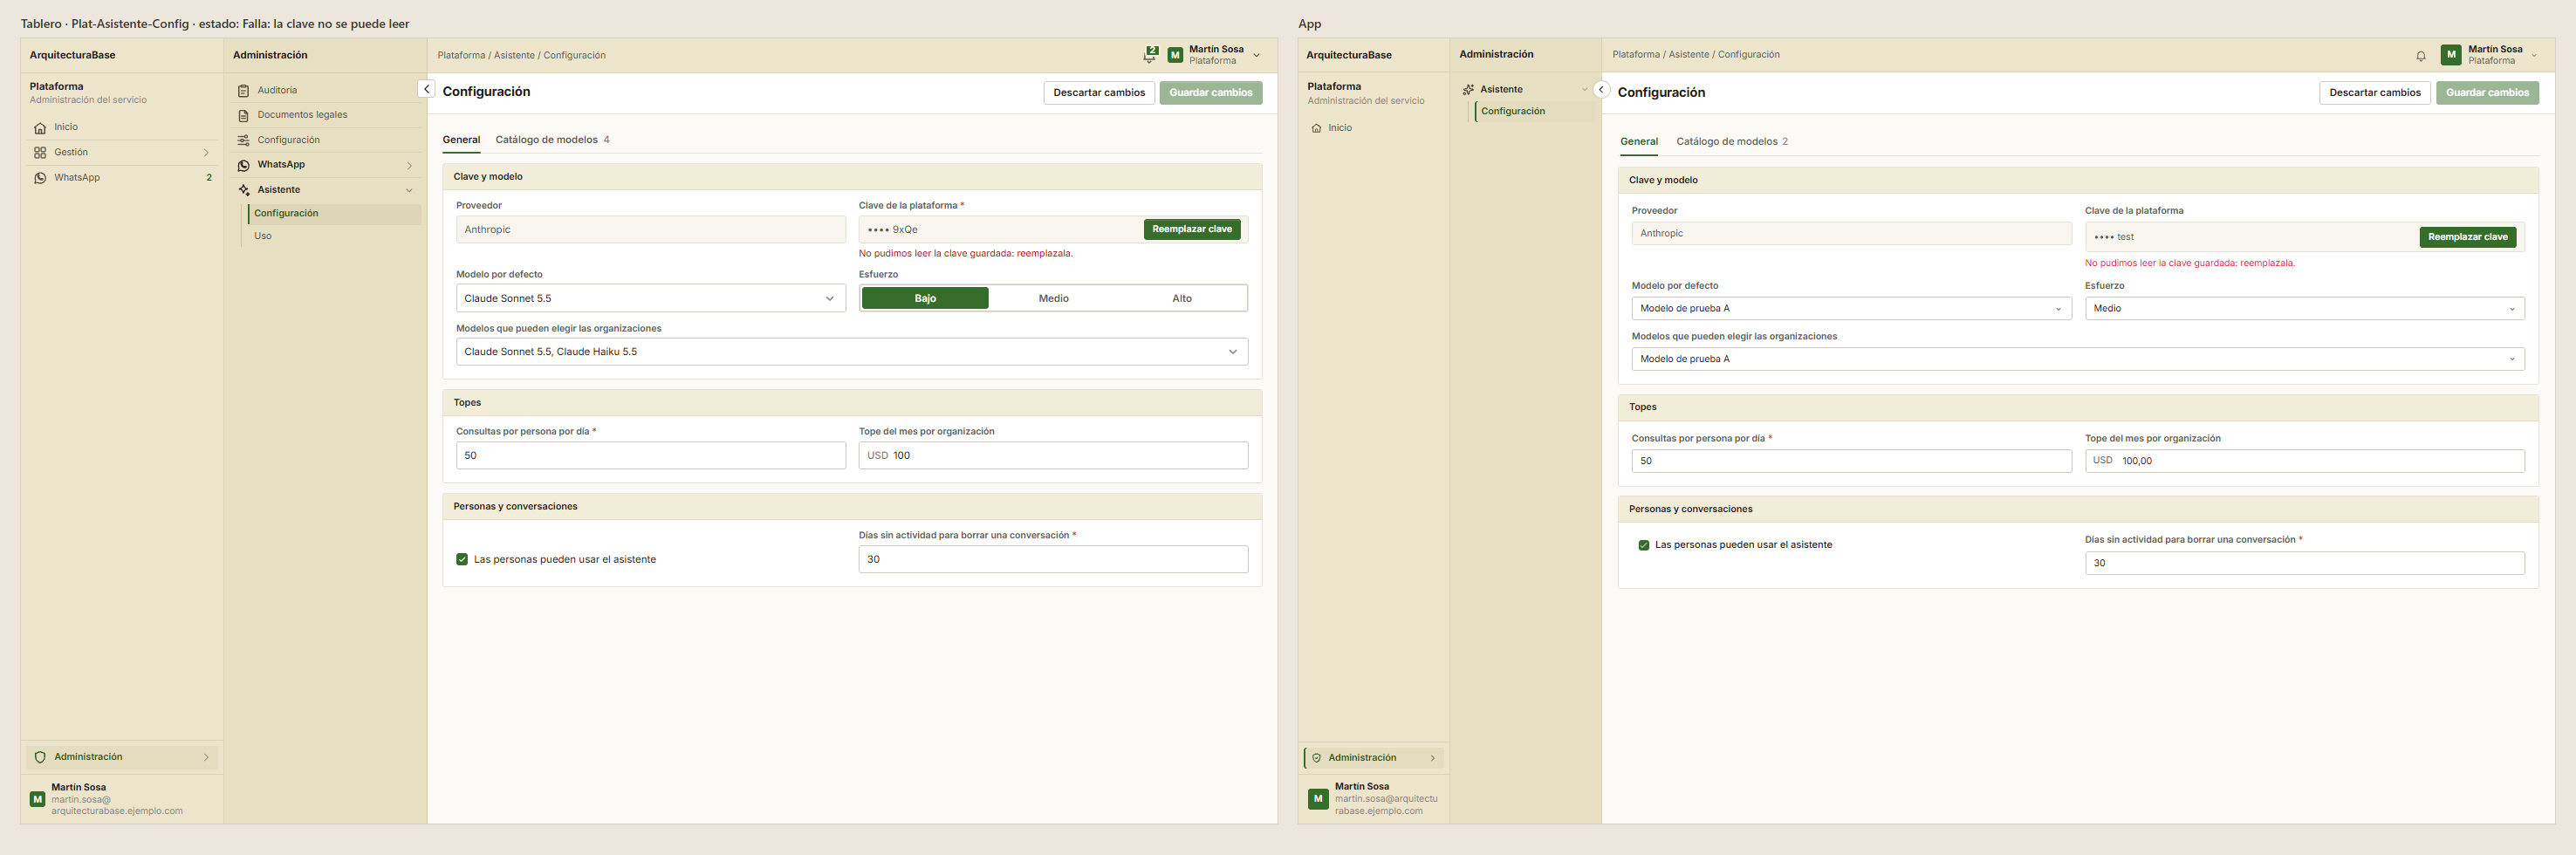 Tablero · Plat-Asistente-Config · estado: Falla: la clave no se puede leer
ArquitecturaBase
Administración
Plataforma / Asistente / Configuración
2
M
Martín Sosa
Plataforma
Plataforma
Administración del servicio
Inicio
Gestión
WhatsApp 2
Auditoría
Documentos legales
Configuración
WhatsApp
Asistente
Configuración
Uso
Configuración
Descartar cambios
Guardar cambios
General
Catálogo de modelos 4
Clave y modelo
Proveedor
Anthropic
Clave de la plataforma *
•••• 9xQe
Reemplazar clave
No pudimos leer la clave guardada: reemplazala.
Modelo por defecto
Claude Sonnet 5.5
Esfuerzo
Bajo
Medio
Alto
Modelos que pueden elegir las organizaciones
Claude Sonnet 5.5, Claude Haiku 5.5
Topes
Consultas por persona por día *
50
Tope del mes por organización
USD 100
Personas y conversaciones
Las personas pueden usar el asistente
Días sin actividad para borrar una conversación *
30
Administración
M
Martín Sosa
martin.sosa@
arquitecturabase.ejemplo.com
App
ArquitecturaBase
Administración
Plataforma / Asistente / Configuración
M
Martín Sosa
Plataforma
Plataforma
Administración del servicio
Inicio
Asistente
Configuración
Configuración
Descartar cambios
Guardar cambios
General
Catálogo de modelos 2
Clave y modelo
Proveedor
Anthropic
Clave de la plataforma
•••• test
Reemplazar clave
No pudimos leer la clave guardada: reemplazala.
Modelo por defecto
Modelo de prueba A
Esfuerzo
Medio
Modelos que pueden elegir las organizaciones
Modelo de prueba A
Topes
Consultas por persona por día *
50
Tope del mes por organización
USD 100,00
Personas y conversaciones
Las personas pueden usar el asistente
Días sin actividad para borrar una conversación *
30
Administración
M
Martín Sosa
martin.sosa@arquitectu
rabase.ejemplo.com